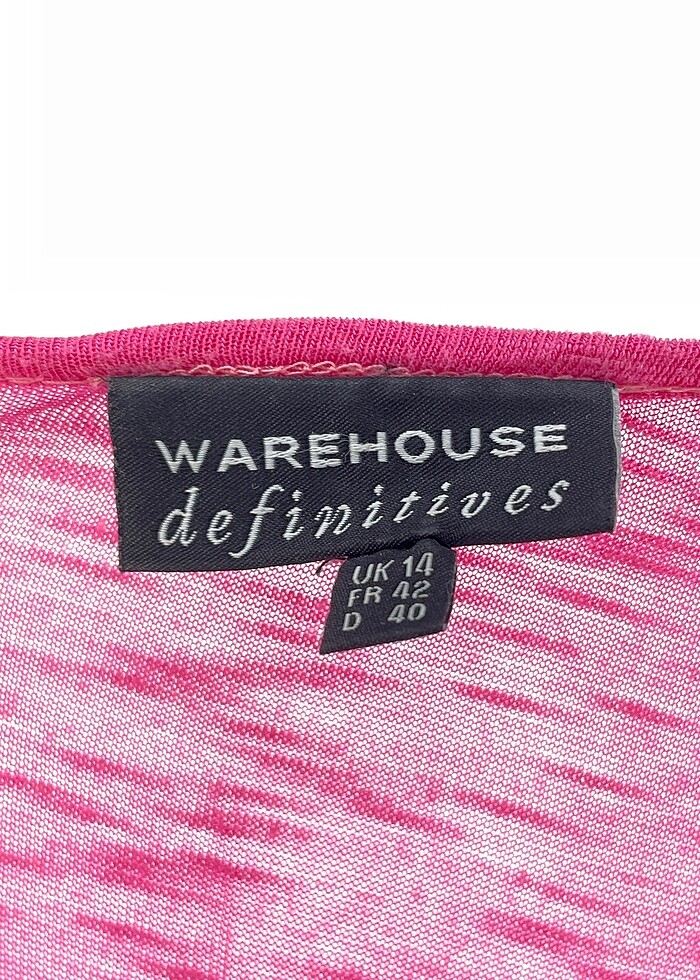 WAREHOUSE
definitives
UK 14
FR 42
D 40